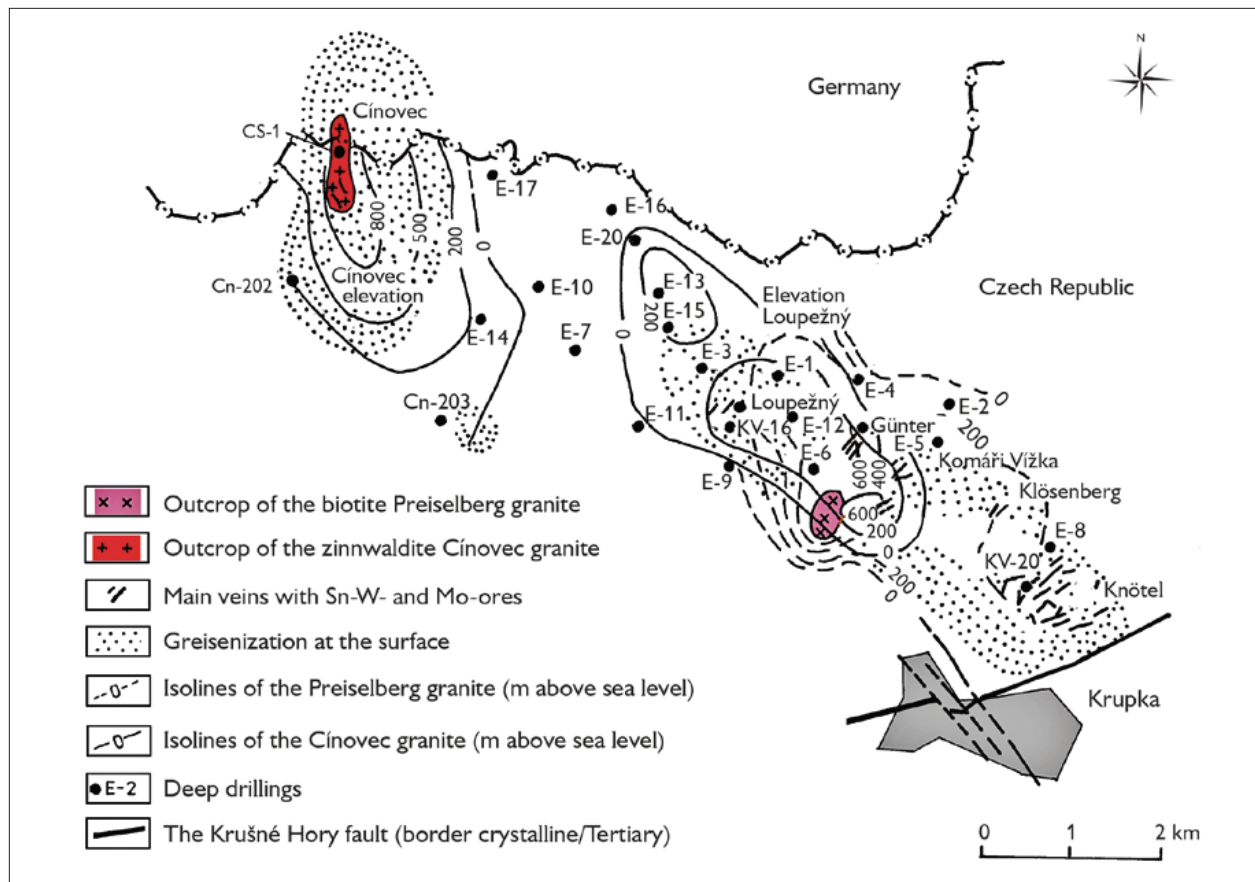 N
Germany
Cínovec
CS-1
E-17
800
500
200
0
E-16
E-20
Cn-202
Cínovec
elevation
E-10
E-13
Czech Republic
200
E-15
Elevation
Loupežný
E-14
E-7
0
E-3
E-1
E-4
0
E-2
Cn-203
E-11
Loupežný
KV-16
E-12
Günter
E-5
200
Komáři Vížka
E-9
E-6
600
400
Klösenberg
600
200
0
E-8
200
0
KV-20
Knötel
Krupka
Outcrop of the biotite Preiselberg granite
Outcrop of the zinnwaldite Cínovec granite
Main veins with Sn-W- and Mo-ores
Greisenization at the surface
0 Isolines of the Preiselberg granite (m above sea level)
0 Isolines of the Cínovec granite (m above sea level)
E-2 Deep drillings
The Krušné Hory fault (border crystalline/Tertiary)
0 1 2 km